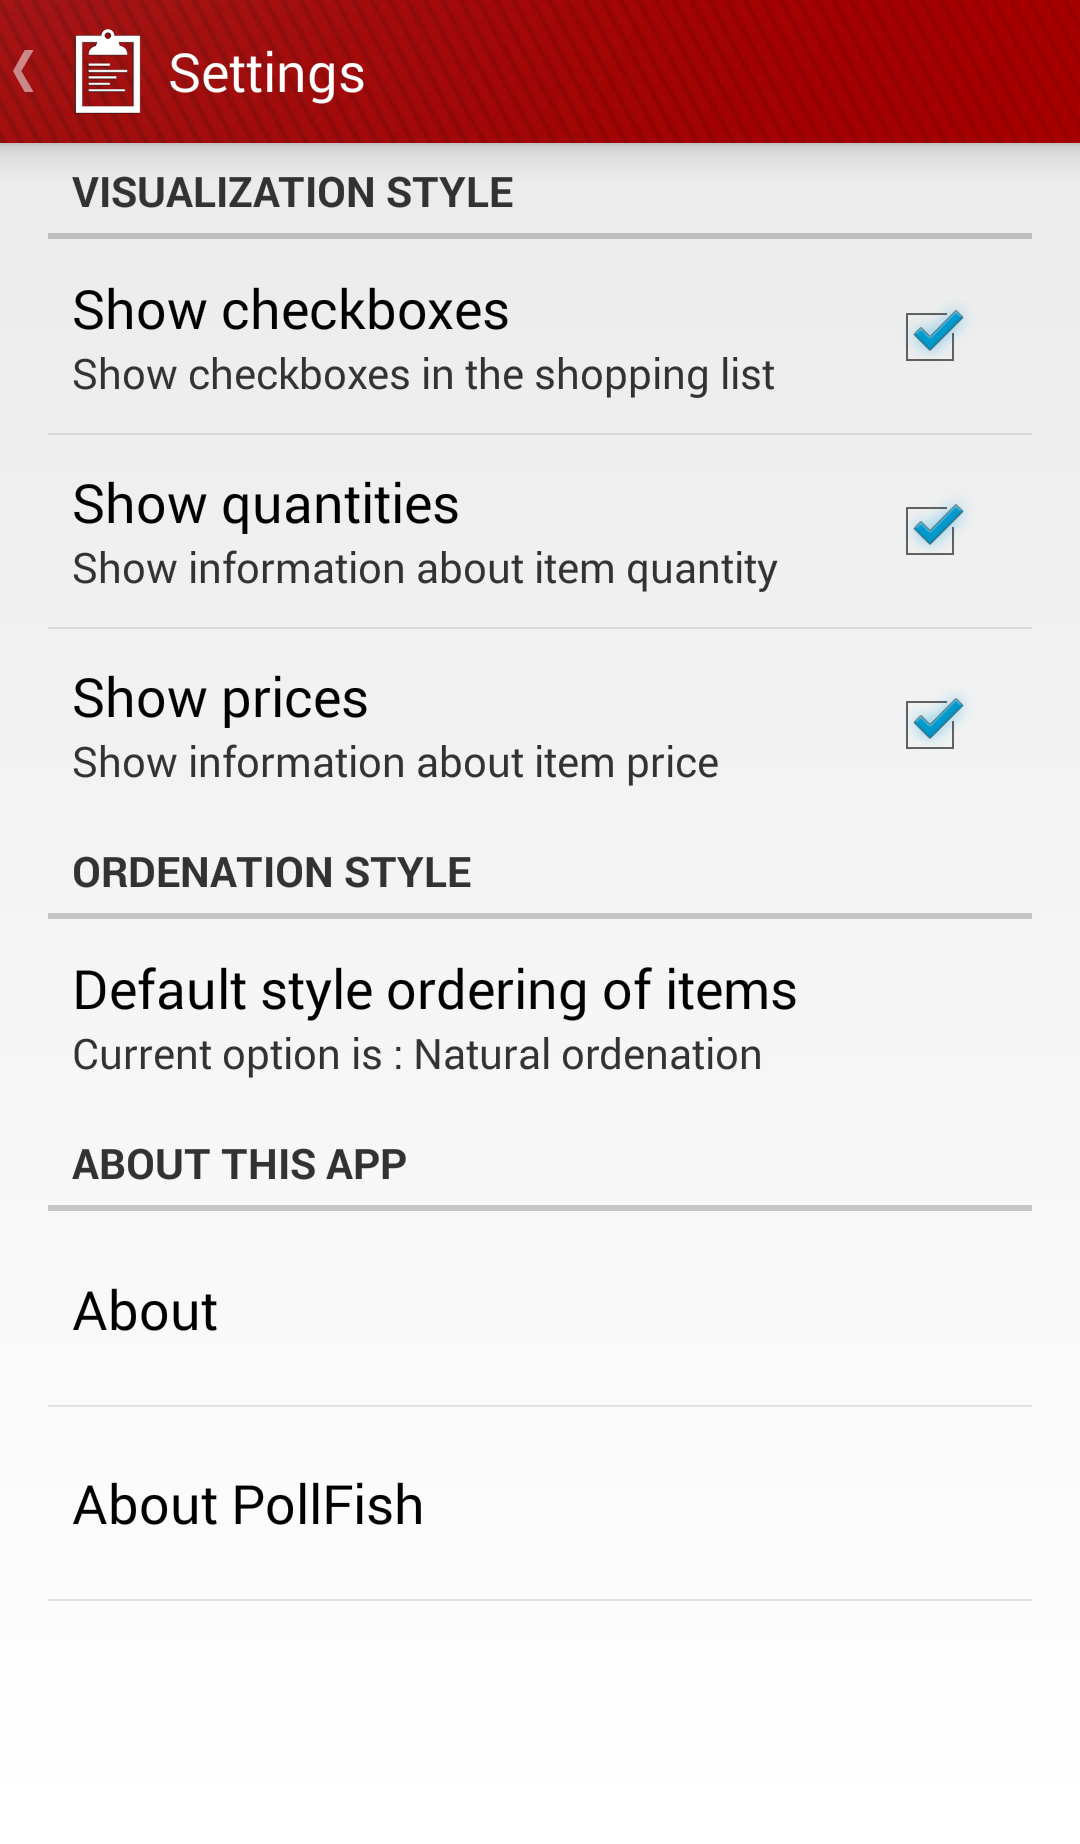 Settings
VISUALIZATION STYLE
Show checkboxes
Show checkboxes in the shopping list
Show quantities
Show information about item quantity
Show prices
Show information about item price
ORDENATION STYLE
Default style ordering of items
Current option is : Natural ordenation
ABOUT THIS APP
About
About PollFish